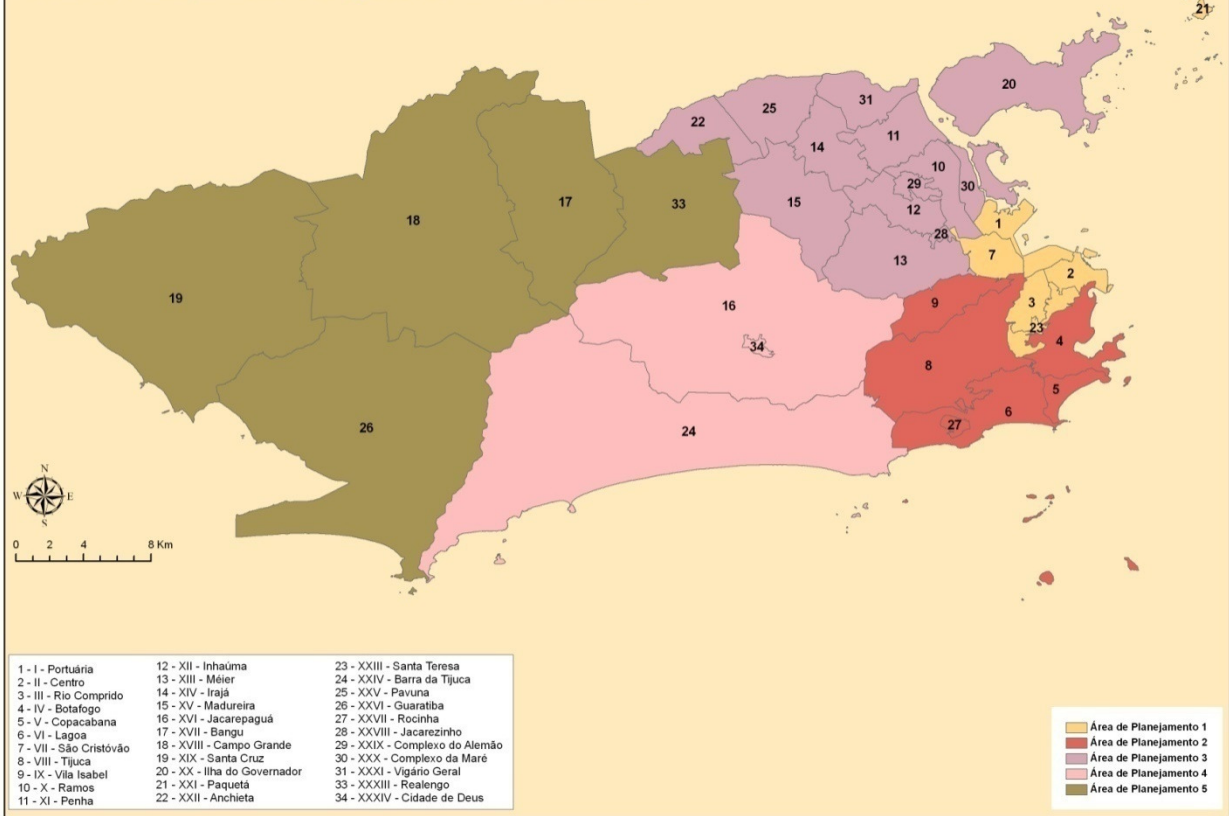 21
20
31
25
22
11
14
10
29
30
15
33
17
12
18
1
28
7
13
2
19
16
9
3
23
4
34
8
5
6
27
24
26
N
W E
S
0 2 4 8 Km
1 - I - Portuária
2 - II - Centro
3 - III - Rio Comprido
4 - IV - Botafogo
5 - V - Copacabana
6 - VI - Lagoa
7 - VII - São Cristóvão
8 - VIII - Tijuca
9 - IX - Vila Isabel
10 - X - Ramos
11 - XI - Penha
12 - XII - Inhaúma
13 - XIII - Méier
14 - XIV - Irajá
15 - XV - Madureira
16 - XVI - Jacarepaguá
17 - XVII - Bangu
18 - XVIII - Campo Grande
19 - XIX - Santa Cruz
20 - XX - Ilha do Governador
21 - XXI - Paquetá
22 - XXII - Anchieta
23 - XXIII - Santa Teresa
24 - XXIV - Barra da Tijuca
25 - XXV - Pavuna
26 - XXVI - Guaratiba
27 - XXVII - Rocinha
28 - XXVIII - Jacarezinho
29 - XXIX - Complexo do Alemão
30 - XXX - Complexo da Maré
31 - XXXI - Vigário Geral
33 - XXXIII - Realengo
34 - XXXIV - Cidade de Deus
Área de Planejamento 1
Área de Planejamento 2
Área de Planejamento 3
Área de Planejamento 4
Área de Planejamento 5